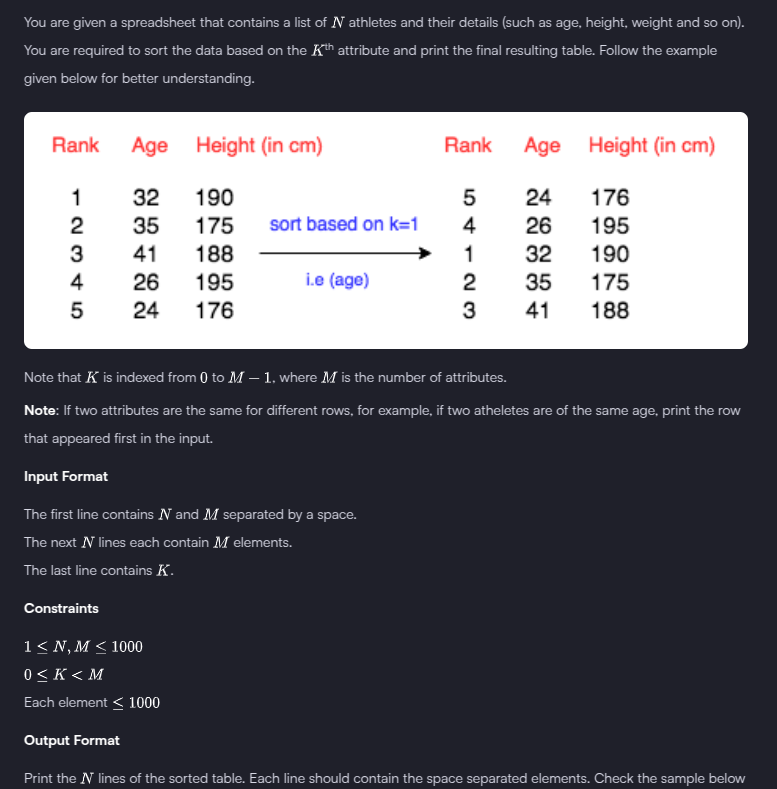 You are given a spreadsheet that contains a list of N athletes and their details (such as age, height, weight and so on).
You are required to sort the data based on the Kth attribute and print the final resulting table. Follow the example
given below for better understanding.
Rank Age Height (in cm) Rank Age Height (in cm)
1 32 190 5 24 176
2 35 175 sort based on k=1 4 26 195
3 41 188 1 32 190
4 26 195 i.e (age) 2 35 175
5 24 176 3 41 188
Note that K is indexed from 0 to M − 1, where M is the number of attributes.
Note: If two attributes are the same for different rows, for example, if two atheletes are of the same age, print the row
that appeared first in the input.
Input Format
The first line contains N and M separated by a space.
The next N lines each contain M elements.
The last line contains K.
Constraints
1 ≤ N, M ≤ 1000
0 ≤ K < M
Each element ≤ 1000
Output Format
Print the N lines of the sorted table. Each line should contain the space separated elements. Check the sample below